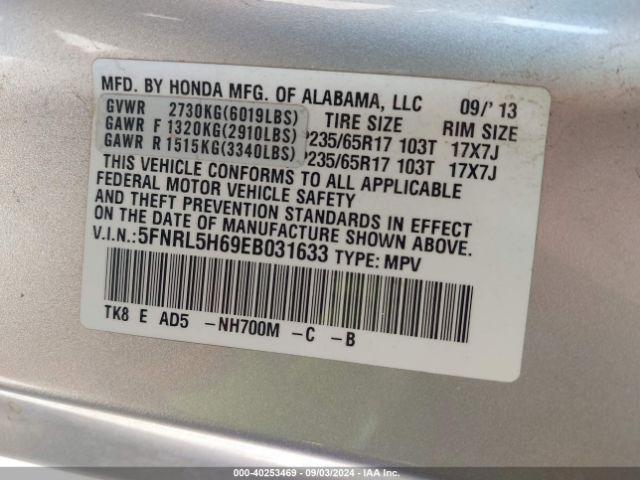 MFD. BY HONDA MFG. OF ALABAMA, LLC 09/'13
GVWR 2730KG(6019LBS) TIRE SIZE RIM SIZE
GAWR F 1320KG(2910LBS) P235/65R17 103T 17X7J
GAWR R 1515KG(3340LBS) P235/65R17 103T 17X7J
THIS VEHICLE CONFORMS TO ALL APPLICABLE
FEDERAL MOTOR VEHICLE SAFETY
AND THEFT PREVENTION STANDARDS IN EFFECT
ON THE DATE OF MANUFACTURE SHOWN ABOVE.
V.I.N.:5FNRL5H69EB031633 TYPE: MPV
TK8 E AD5 -NH700M -C -B
000-40253469 - 09/03/2024 - IAA Inc.